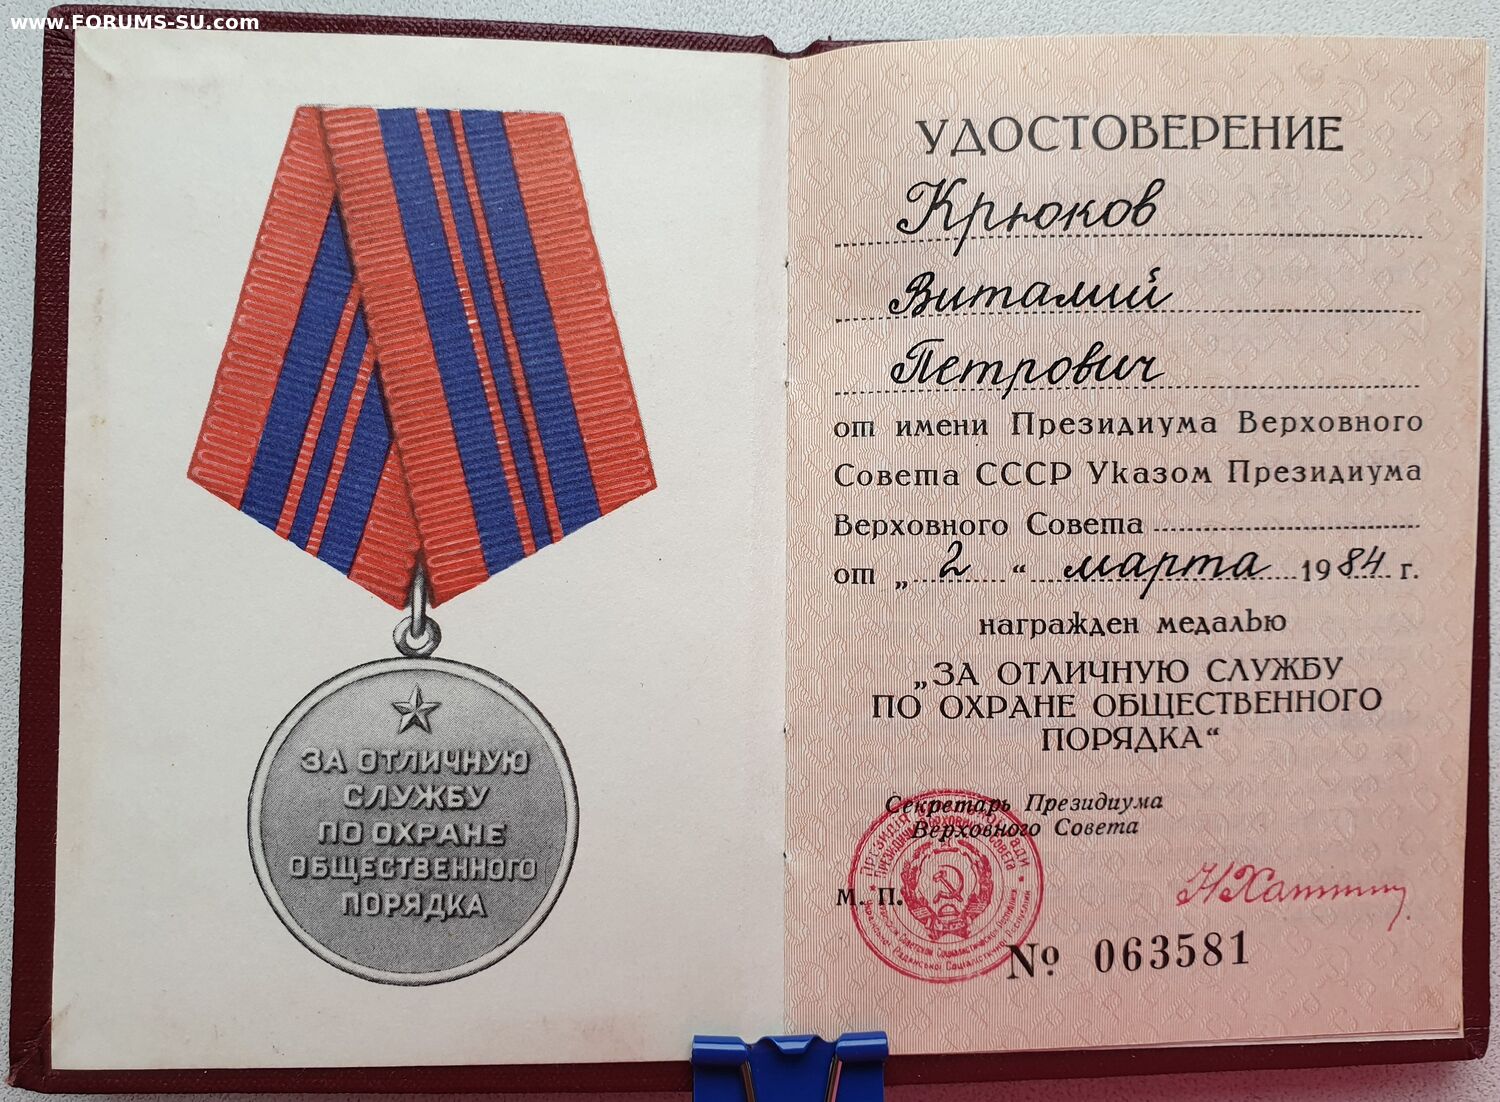 www.FORUMS-SU.com
ЗА ОТЛИЧНУЮ
СЛУЖБУ
ПО ОХРАНЕ
ОБЩЕСТВЕННОГО
ПОРЯДКА
УДОСТОВЕРЕНИЕ
Крюков
Виталий
Петрович
от имени Президиума Верховного
Совета СССР Указом Президиума
Верховного Совета
от „ 2 “ марта 1984 г.
награжден медалью
„ЗА ОТЛИЧНУЮ СЛУЖБУ
ПО ОХРАНЕ ОБЩЕСТВЕННОГО
ПОРЯДКА“
Секретарь Президиума
Верховного Совета
М. П.
№ 063581